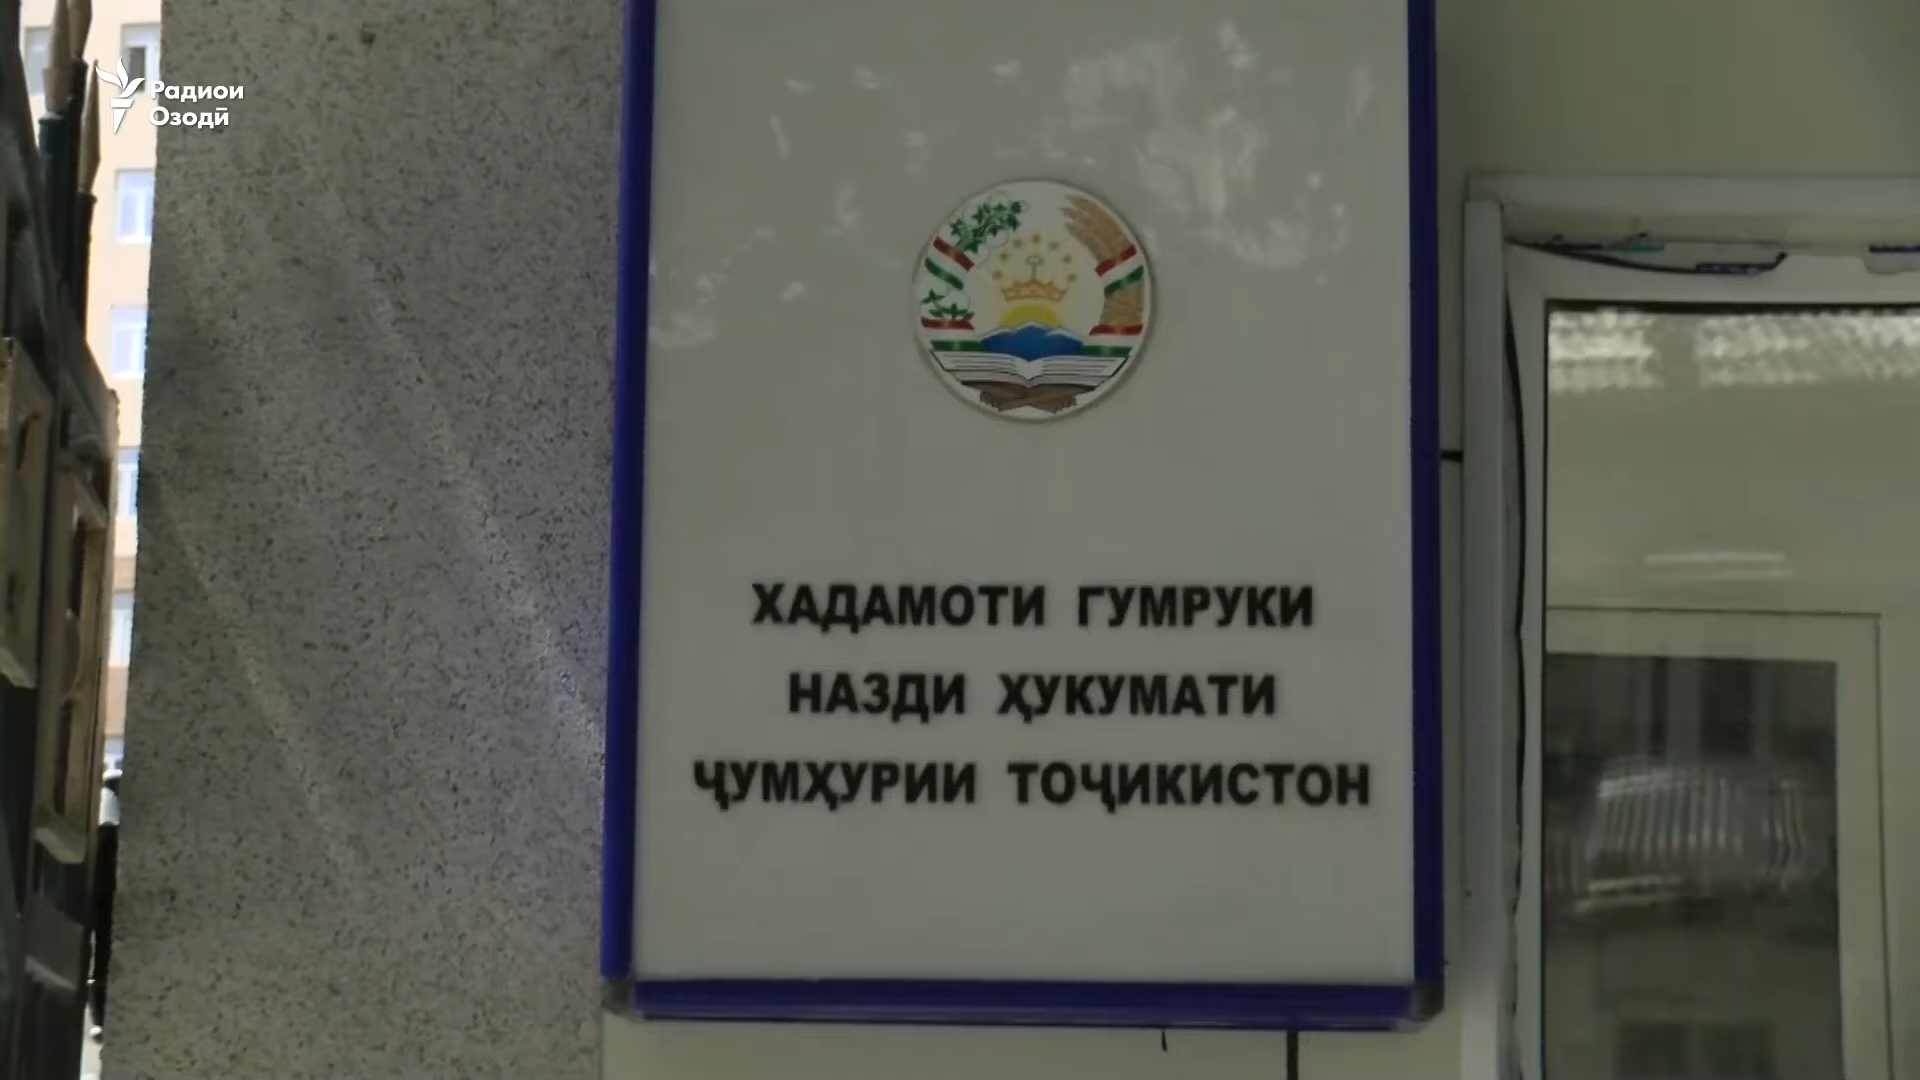 Радиои
Озодӣ
ХАДАМОТИ ГУМРУКИ
НАЗДИ ҲУКУМАТИ
ҶУМҲУРИИ ТОҶИКИСТОН